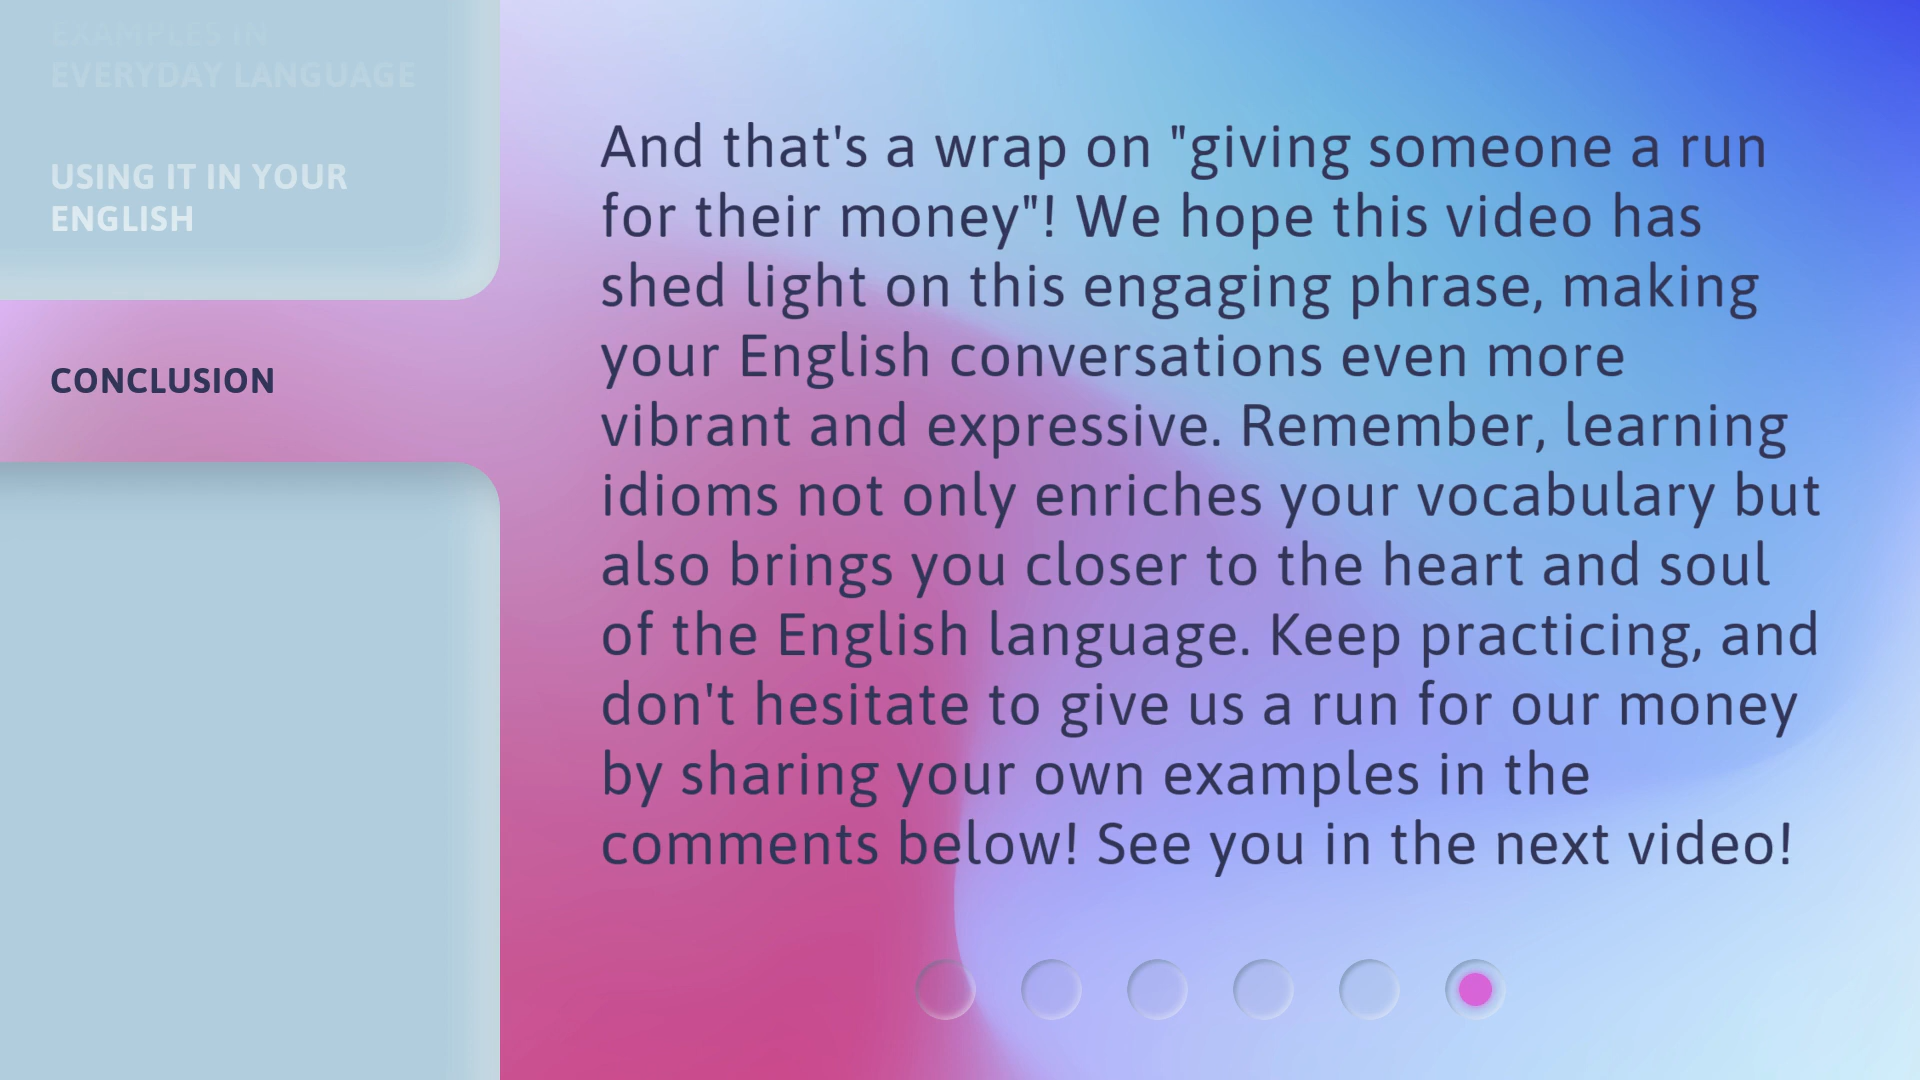 EXAMPLES IN
EVERYDAY LANGUAGE
USING IT IN YOUR
ENGLISH
CONCLUSION
And that's a wrap on "giving someone a run
for their money"! We hope this video has
shed light on this engaging phrase, making
your English conversations even more
vibrant and expressive. Remember, learning
idioms not only enriches your vocabulary but
also brings you closer to the heart and soul
of the English language. Keep practicing, and
don't hesitate to give us a run for our money
by sharing your own examples in the
comments below! See you in the next video!